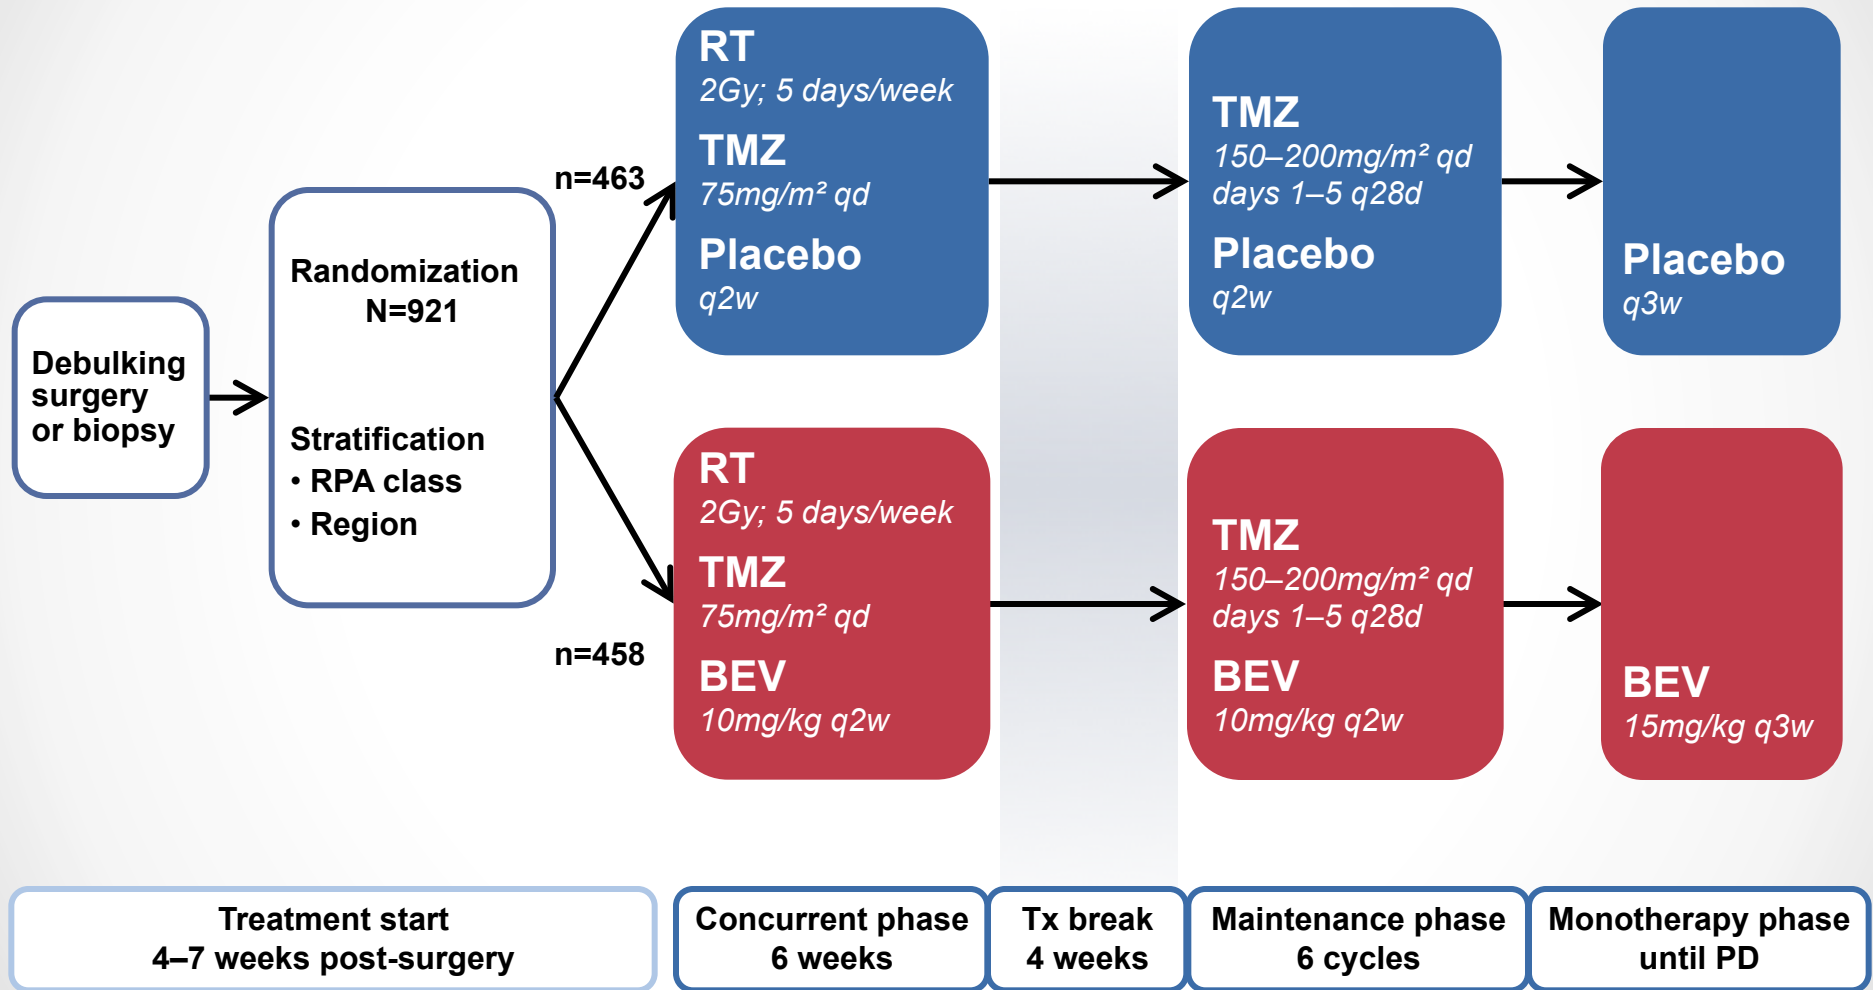 Debulking
surgery
or biopsy
Randomization
N=921
Stratification
• RPA class
• Region
n=463
RT
2Gy; 5 days/week
TMZ
75mg/m² qd
Placebo
q2w
TMZ
150–200mg/m² qd
days 1–5 q28d
Placebo
q2w
Placebo
q3w
n=458
RT
2Gy; 5 days/week
TMZ
75mg/m² qd
BEV
10mg/kg q2w
TMZ
150–200mg/m² qd
days 1–5 q28d
BEV
10mg/kg q2w
BEV
15mg/kg q3w
Treatment start
4–7 weeks post-surgery
Concurrent phase
6 weeks
Tx break
4 weeks
Maintenance phase
6 cycles
Monotherapy phase
until PD